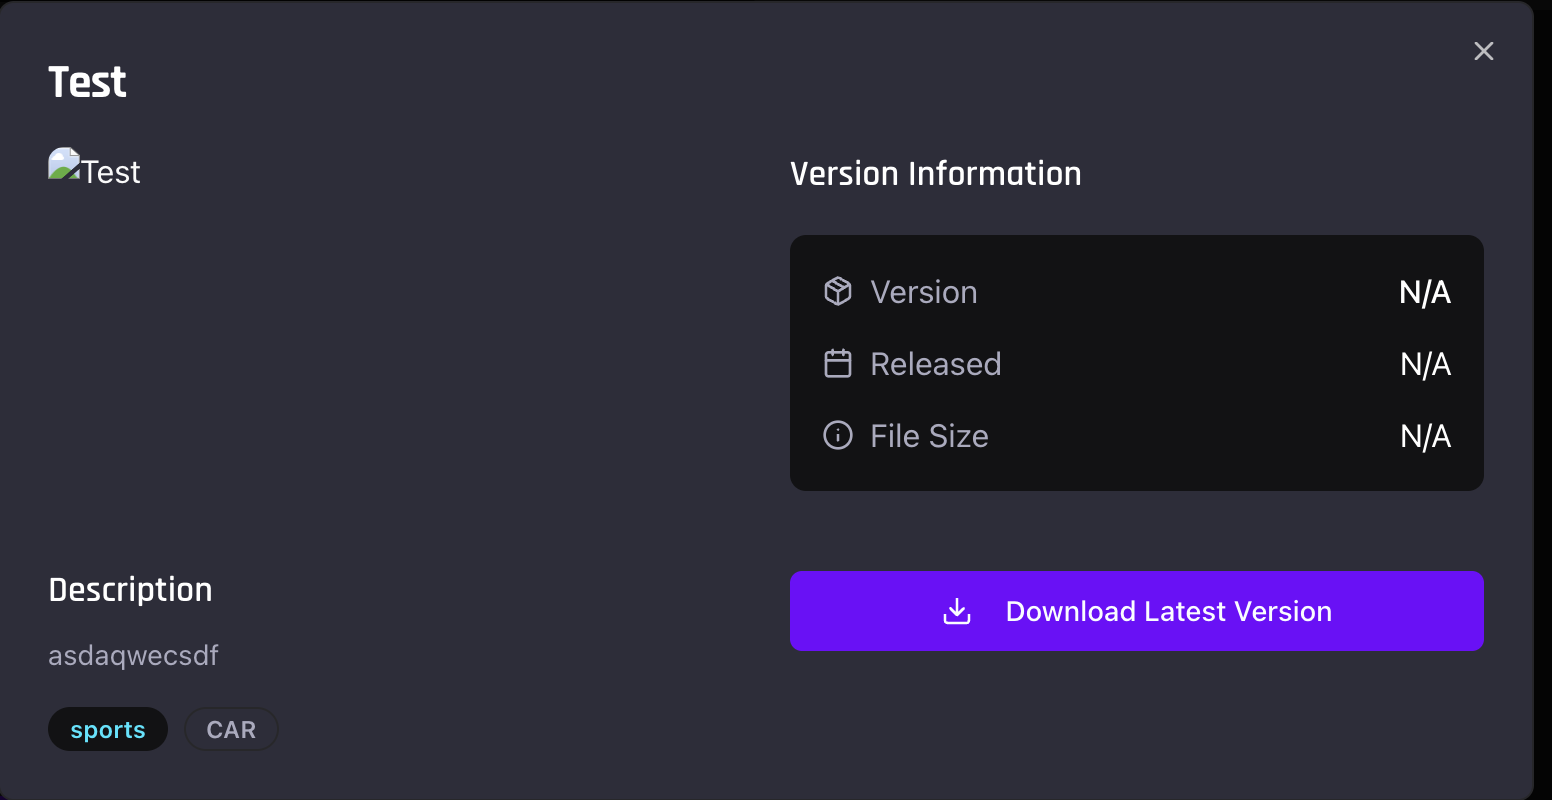 Test
Test
Version Information
Version N/A
Released N/A
File Size N/A
Description
asdaqwecsdf
sports CAR
Download Latest Version